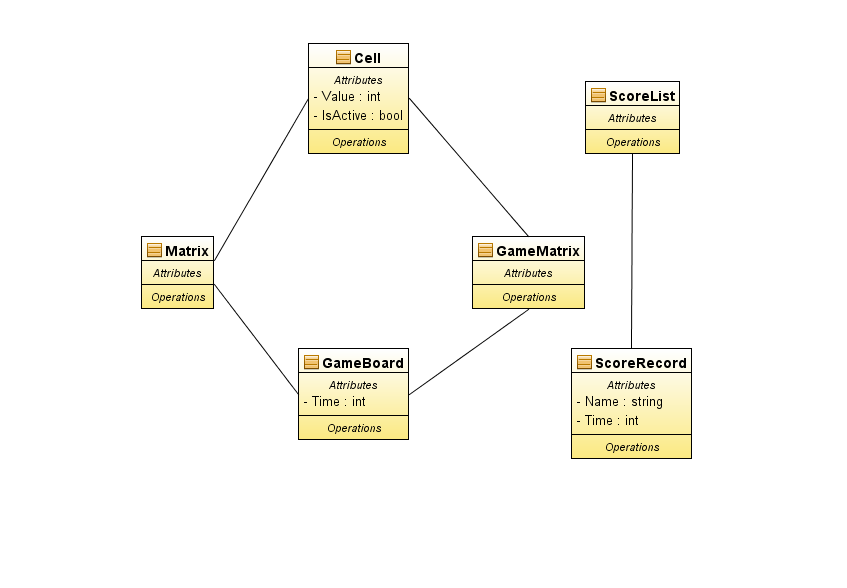 Cell
Attributes
- Value : int
- IsActive : bool
Operations
ScoreList
Attributes
Operations
Matrix
Attributes
Operations
GameMatrix
Attributes
Operations
GameBoard
Attributes
- Time : int
Operations
ScoreRecord
Attributes
- Name : string
- Time : int
Operations